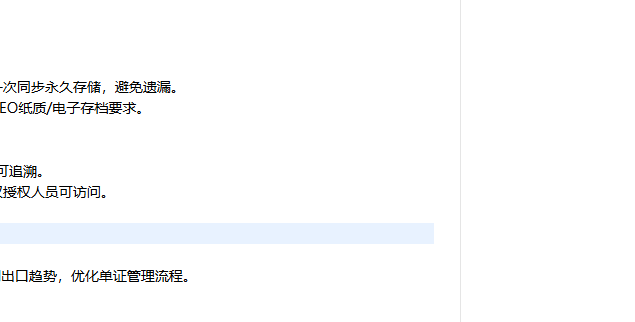 次同步永久存储，避免遗漏。
EO纸质/电子存档要求。
可追溯。
授权人员可访问。
出口趋势，优化单证管理流程。